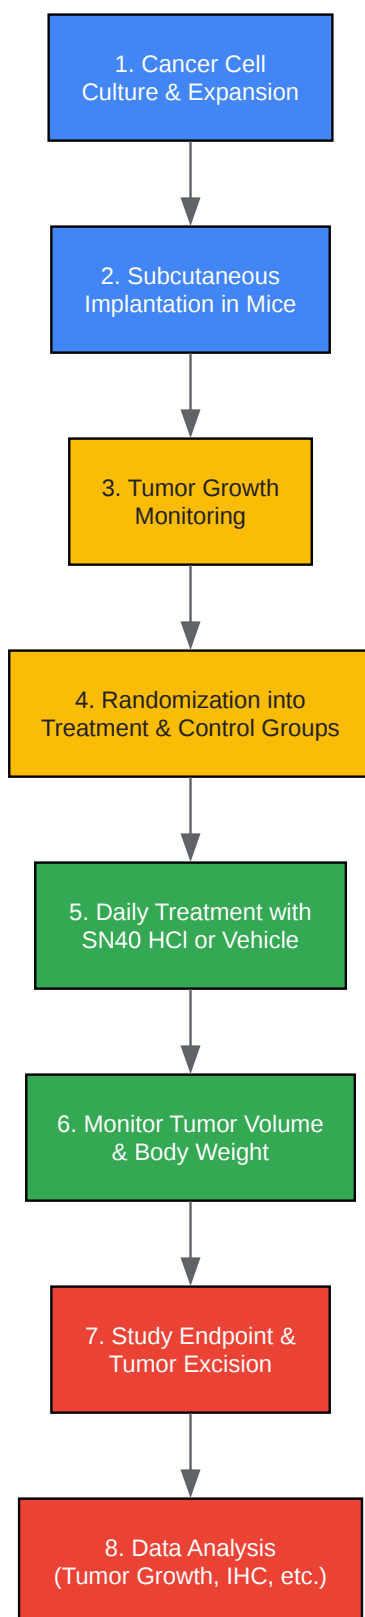 1. Cancer Cell
Culture & Expansion
2. Subcutaneous
Implantation in Mice
3. Tumor Growth
Monitoring
4. Randomization into
Treatment & Control Groups
5. Daily Treatment with
SN40 HCl or Vehicle
6. Monitor Tumor Volume
& Body Weight
7. Study Endpoint &
Tumor Excision
8. Data Analysis
(Tumor Growth, IHC, etc.)